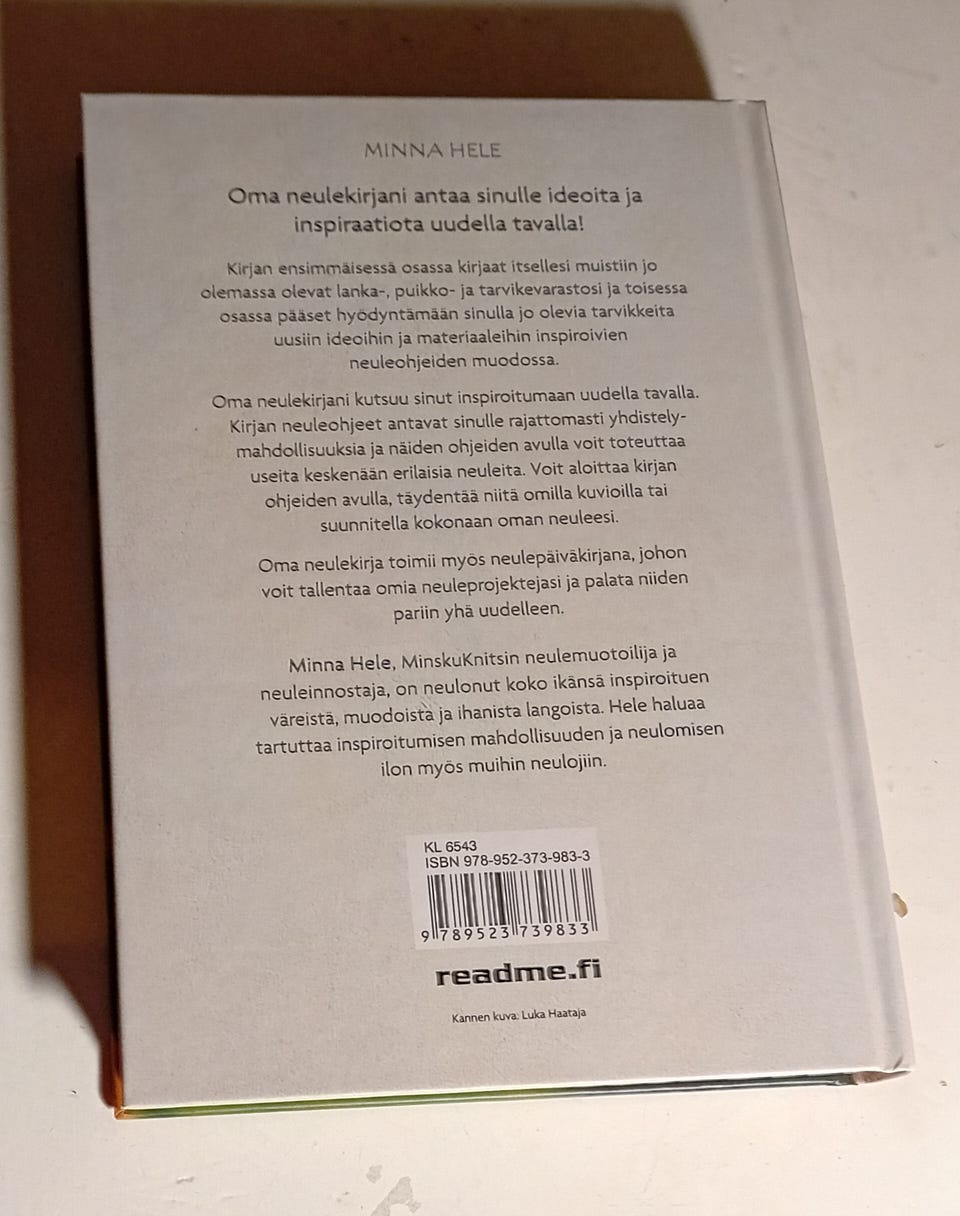 MINNA HELE
Oma neulekirjani antaa sinulle ideoita ja
inspiraatiota uudella tavalla!
Kirjan ensimmäisessä osassa kirjaat itsellesi muistiin jo
olemassa olevat lanka-, puikko- ja tarvikevarastosi ja toisessa
osassa pääset hyödyntämään sinulla jo olevia tarvikkeita
uusiin ideoihin ja materiaaleihin inspiroivien
neuleohjeiden muodossa.
Oma neulekirjani kutsuu sinut inspiroitumaan uudella tavalla.
Kirjan neuleohjeet antavat sinulle rajattomasti yhdistely-
mahdollisuuksia ja näiden ohjeiden avulla voit toteuttaa
useita keskenään erilaisia neuleita. Voit aloittaa kirjan
ohjeiden avulla, täydentää niitä omilla kuvioilla tai
suunnitella kokonaan oman neuleesi.
Oma neulekirja toimii myös neulepäiväkirjana, johon
voit tallentaa omia neuleprojektejasi ja palata niiden
pariin yhä uudelleen.
Minna Hele, MinskuKnitsin neulemuotoilija ja
neuleinnostaja, on neulonut koko ikänsä inspiroituen
väreistä, muodoista ja ihanista langoista. Hele haluaa
tartuttaa inspiroitumisen mahdollisuuden ja neulomisen
ilon myös muihin neulojiin.
KL 6543
ISBN 978-952-373-983-3
9 789523 739833
readme.fi
Kannen kuva: Luka Haataja